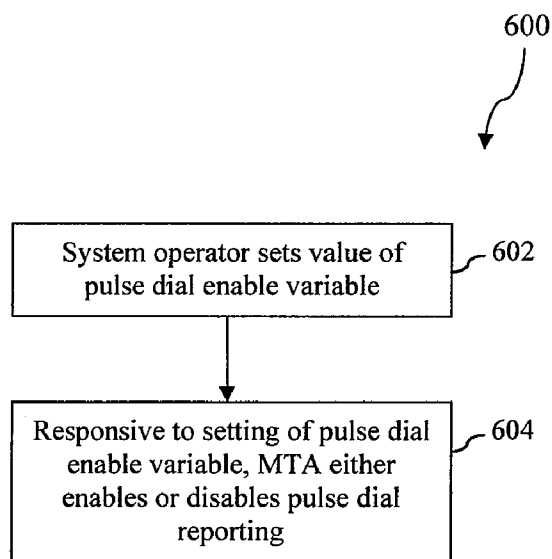 600
System operator sets value of
pulse dial enable variable
602
Responsive to setting of pulse dial
enable variable, MTA either
enables or disables pulse dial
reporting
604